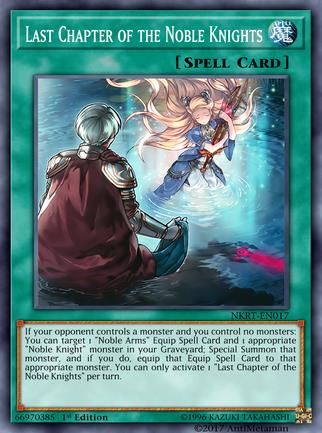 Last Chapter of the Noble Knights
[Spell Card]
NKRT-EN017
If your opponent controls a monster and you control no monsters:
You can target 1 "Noble Arms" Equip Spell Card and 1 appropriate
"Noble Knight" monster in your Graveyard; Special Summon that
monster, and if you do, equip that Equip Spell Card to that
appropriate monster. You can only activate 1 "Last Chapter of the
Noble Knights" per turn.
66970385 1st Edition ©1996 KAZUKI TAKAHASHI
©2017 AntiMetaman